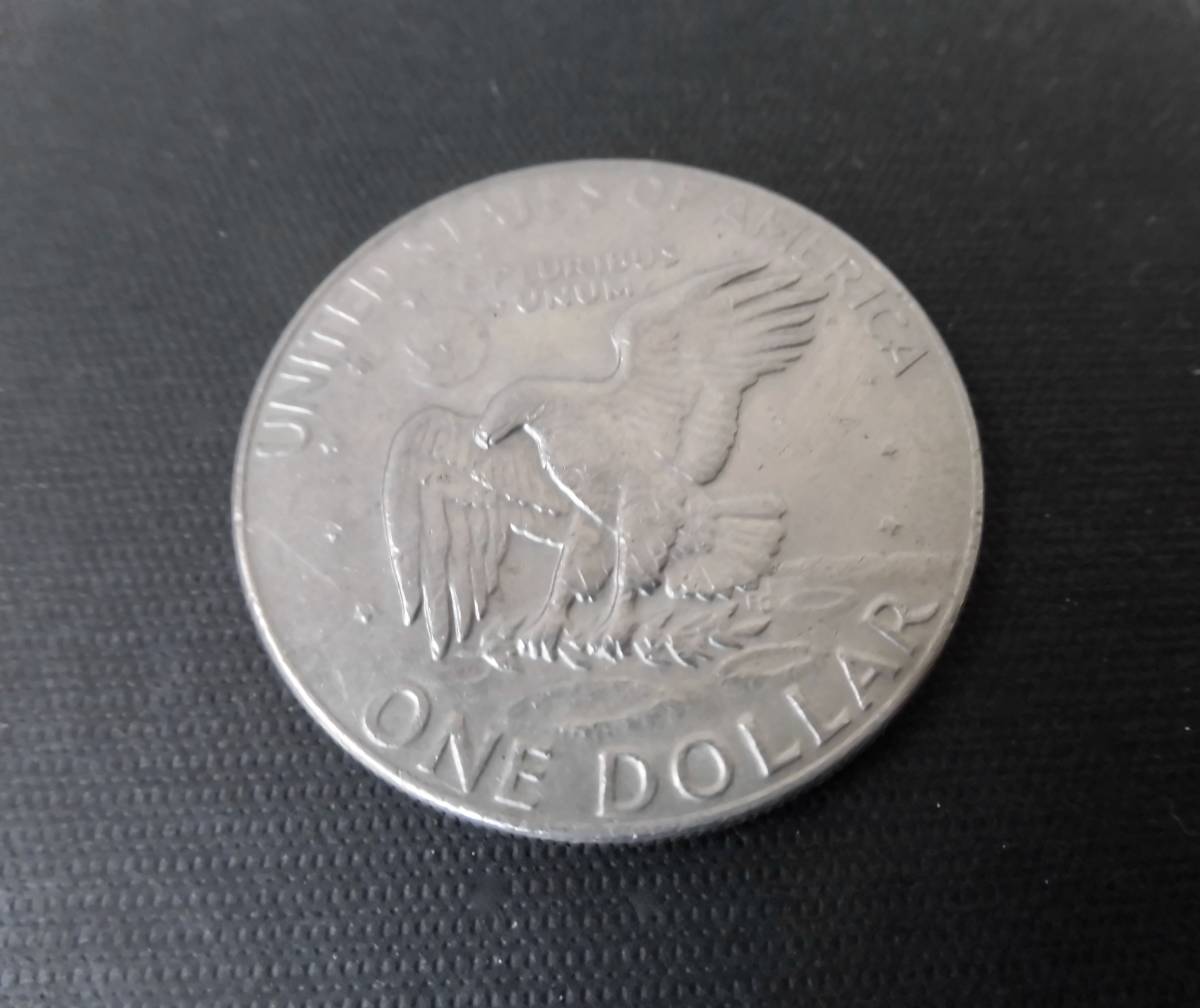 UNITED STATES OF AMERICA
PLURIBUS
UNUM
ONE DOLLAR